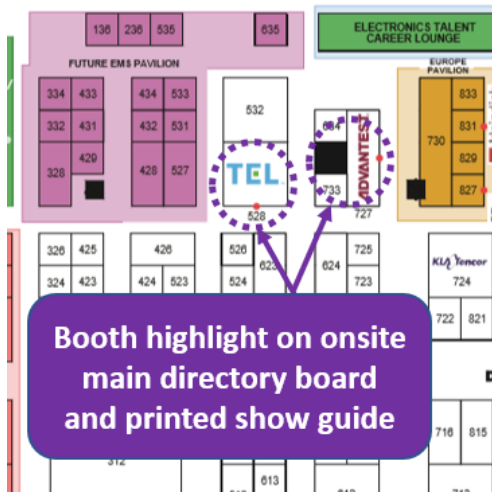 136 236 535 635
ELECTRONICS TALENT
CAREER LOUNGE
FUTURE EMS PAVILION
EUROPE
PAVILION
334 433 434 533 833
532
332 431 432 531 634 831
730
429 829
328 428 527 733 827
TEL
ADVANTEST
528 727
326 425 426 526 623 725
624
KLA Tencor
324 423 424 523 524 723 724
722 821
Booth highlight on onsite
main directory board
and printed show guide
716 815
312
613